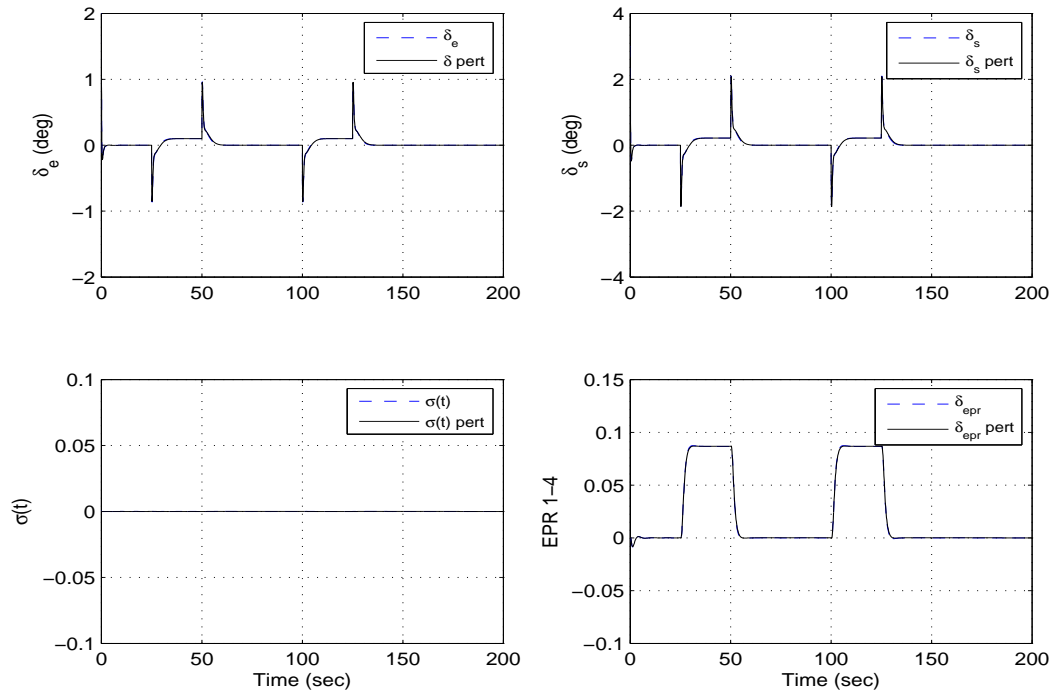 2
1
0
−1
−2
δe (deg)
δe
δ pert
0 50 100 150 200
4
2
0
−2
−4
δs (deg)
δs
δs pert
0 50 100 150 200
0.1
0.05
0
−0.05
−0.1
σ(t)
σ(t)
σ(t) pert
0 50 100 150 200
Time (sec)
0.15
0.1
0.05
0
−0.05
−0.1
EPR 1−4
δepr
δepr pert
0 50 100 150 200
Time (sec)